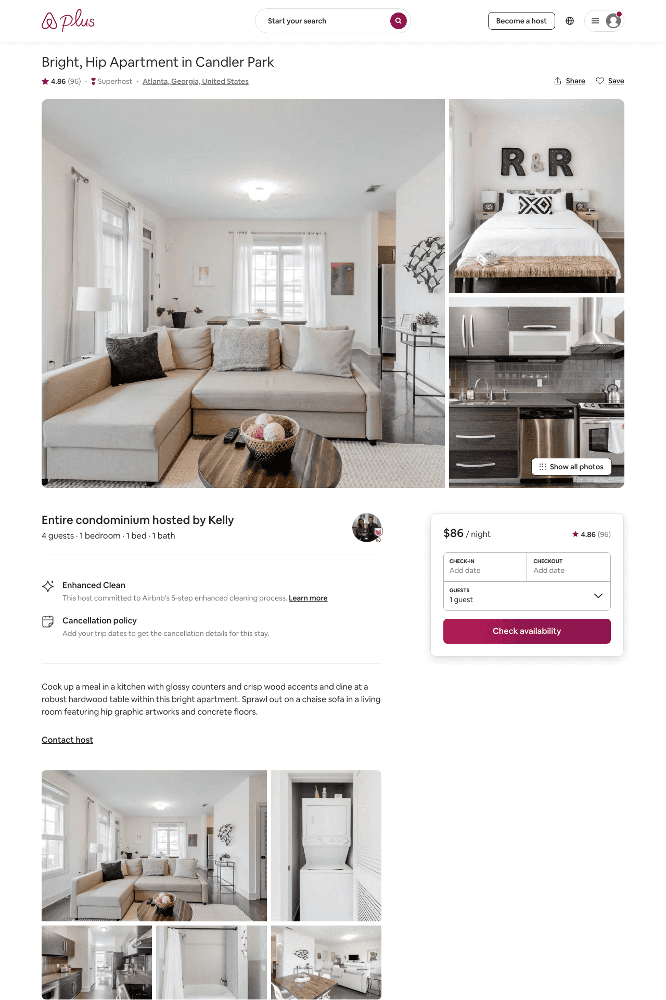 plus
Start your search
Become a host
Bright, Hip Apartment in Candler Park
4.86 (96) · Superhost · Atlanta, Georgia, United States
Share
Save
R & R
Show all photos
Entire condominium hosted by Kelly
4 guests · 1 bedroom · 1 bed · 1 bath
$86 / night
4.86 (96)
CHECK-IN
Add date
CHECKOUT
Add date
GUESTS
1 guest
Check availability
Enhanced Clean
This host committed to Airbnb's 5-step enhanced cleaning process. Learn more
Cancellation policy
Add your trip dates to get the cancellation details for this stay.
Cook up a meal in a kitchen with glossy counters and crisp wood accents and dine at a
robust hardwood table within this bright apartment. Sprawl out on a chaise sofa in a living
room featuring hip graphic artworks and concrete floors.
Contact host